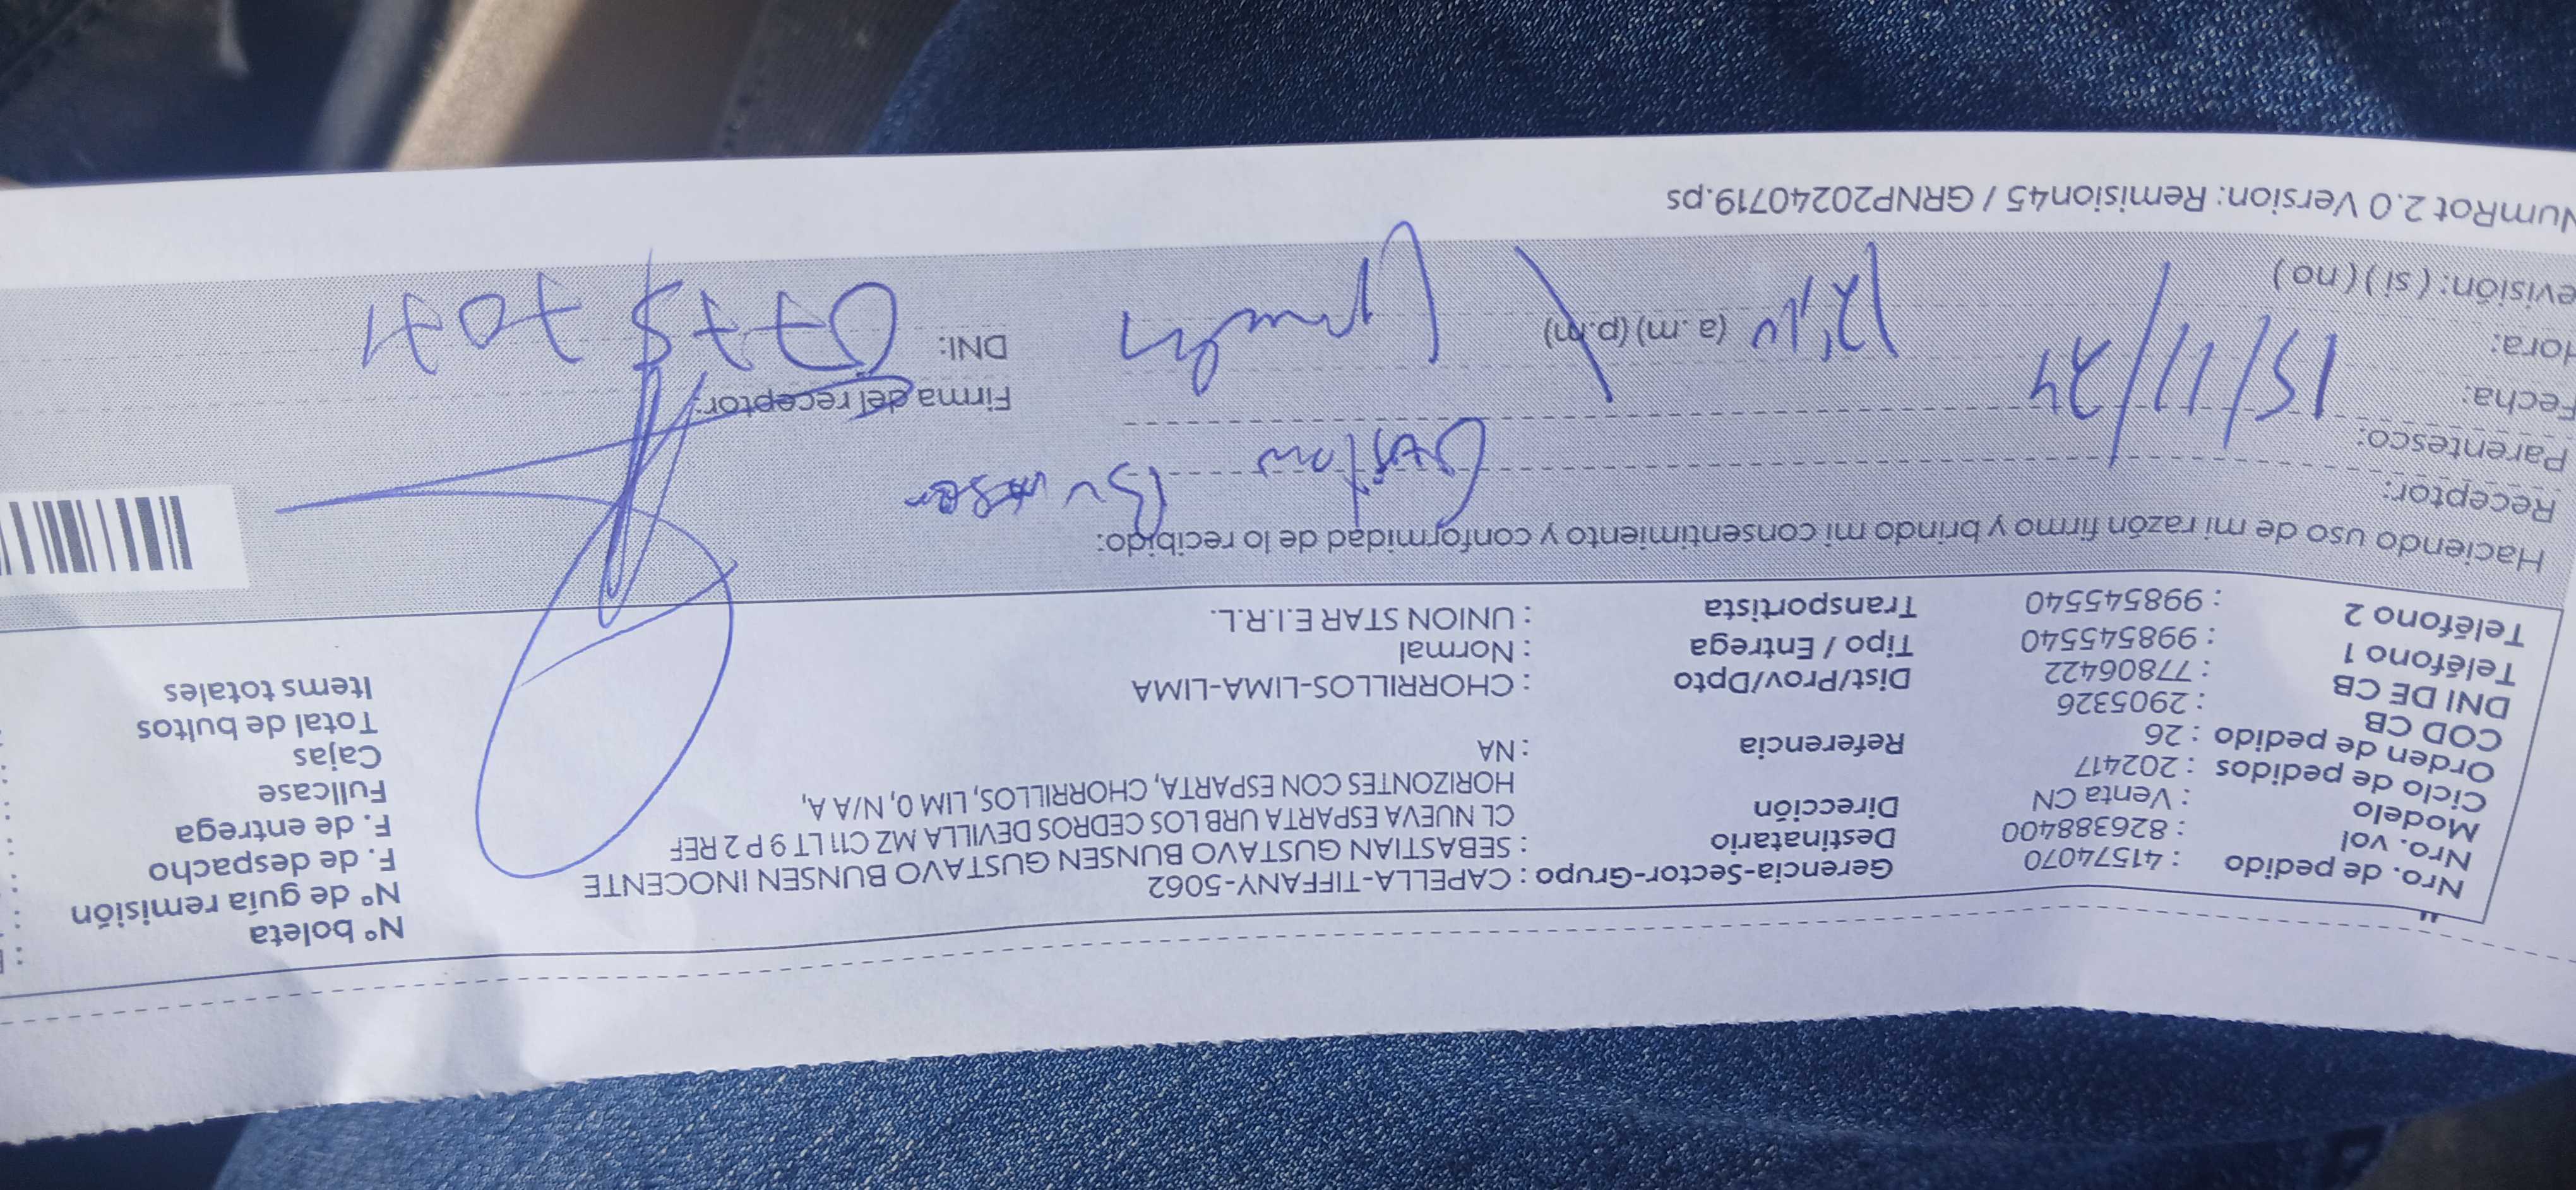 Nro. de pedido : 41574070 Gerencia-Sector-Grupo : CAPELLA-TIFFANY-5062 N° boleta
Nro. vol : 826388400 Destinatario : SEBASTIAN GUSTAVO BUNSEN GUSTAVO BUNSEN INOCENTE N° de guía remisión
Modelo : Venta CN Dirección CL NUEVA ESPARTA URB LOS CEDROS DEVILLA MZ C11 LT 9 P 2 REF F. de despacho
Ciclo de pedidos : 202417 HORIZONTES CON ESPARTA, CHORRILLOS, LIM 0, N/A A, F. de entrega
Orden de pedido : 26 Referencia : NA Fullcase
COD CB : 2905326 Cajas
DNI DE CB : 77806422 Dist/Prov/Dpto : CHORRILLOS-LIMA-LIMA Total de bultos
Teléfono 1 : 998545540 Tipo / Entrega : Normal Items totales
Teléfono 2 : 998545540 Transportista : UNION STAR E.I.R.L.
Haciendo uso de mi razón firmo y brindo mi consentimiento y conformidad de lo recibido:
Receptor: Gustavo Bunsen
Parentesco:
Fecha: 15/11/24 Firma del receptor:
Hora: (a.m) (p.m) DNI:
evisión: (si) (no)
NumRot 2.0 Version: Remision45 / GRNP20240719.ps